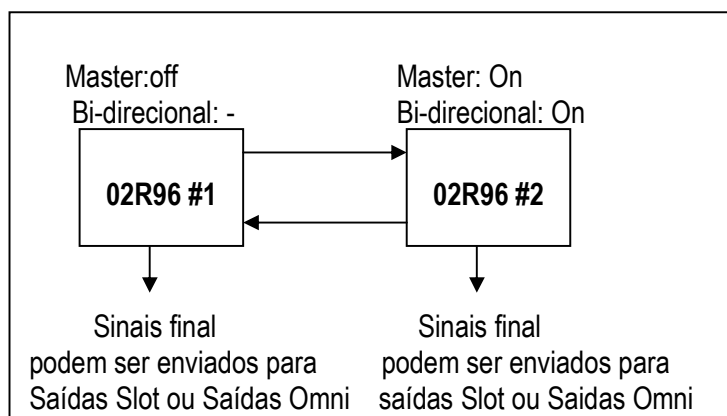 Master:off
Bi-direcional: -
02R96 #1
Sinais final
podem ser enviados para
Saídas Slot ou Saídas Omni
Master: On
Bi-direcional: On
02R96 #2
Sinais final
podem ser enviados para
saídas Slot ou Saidas Omni